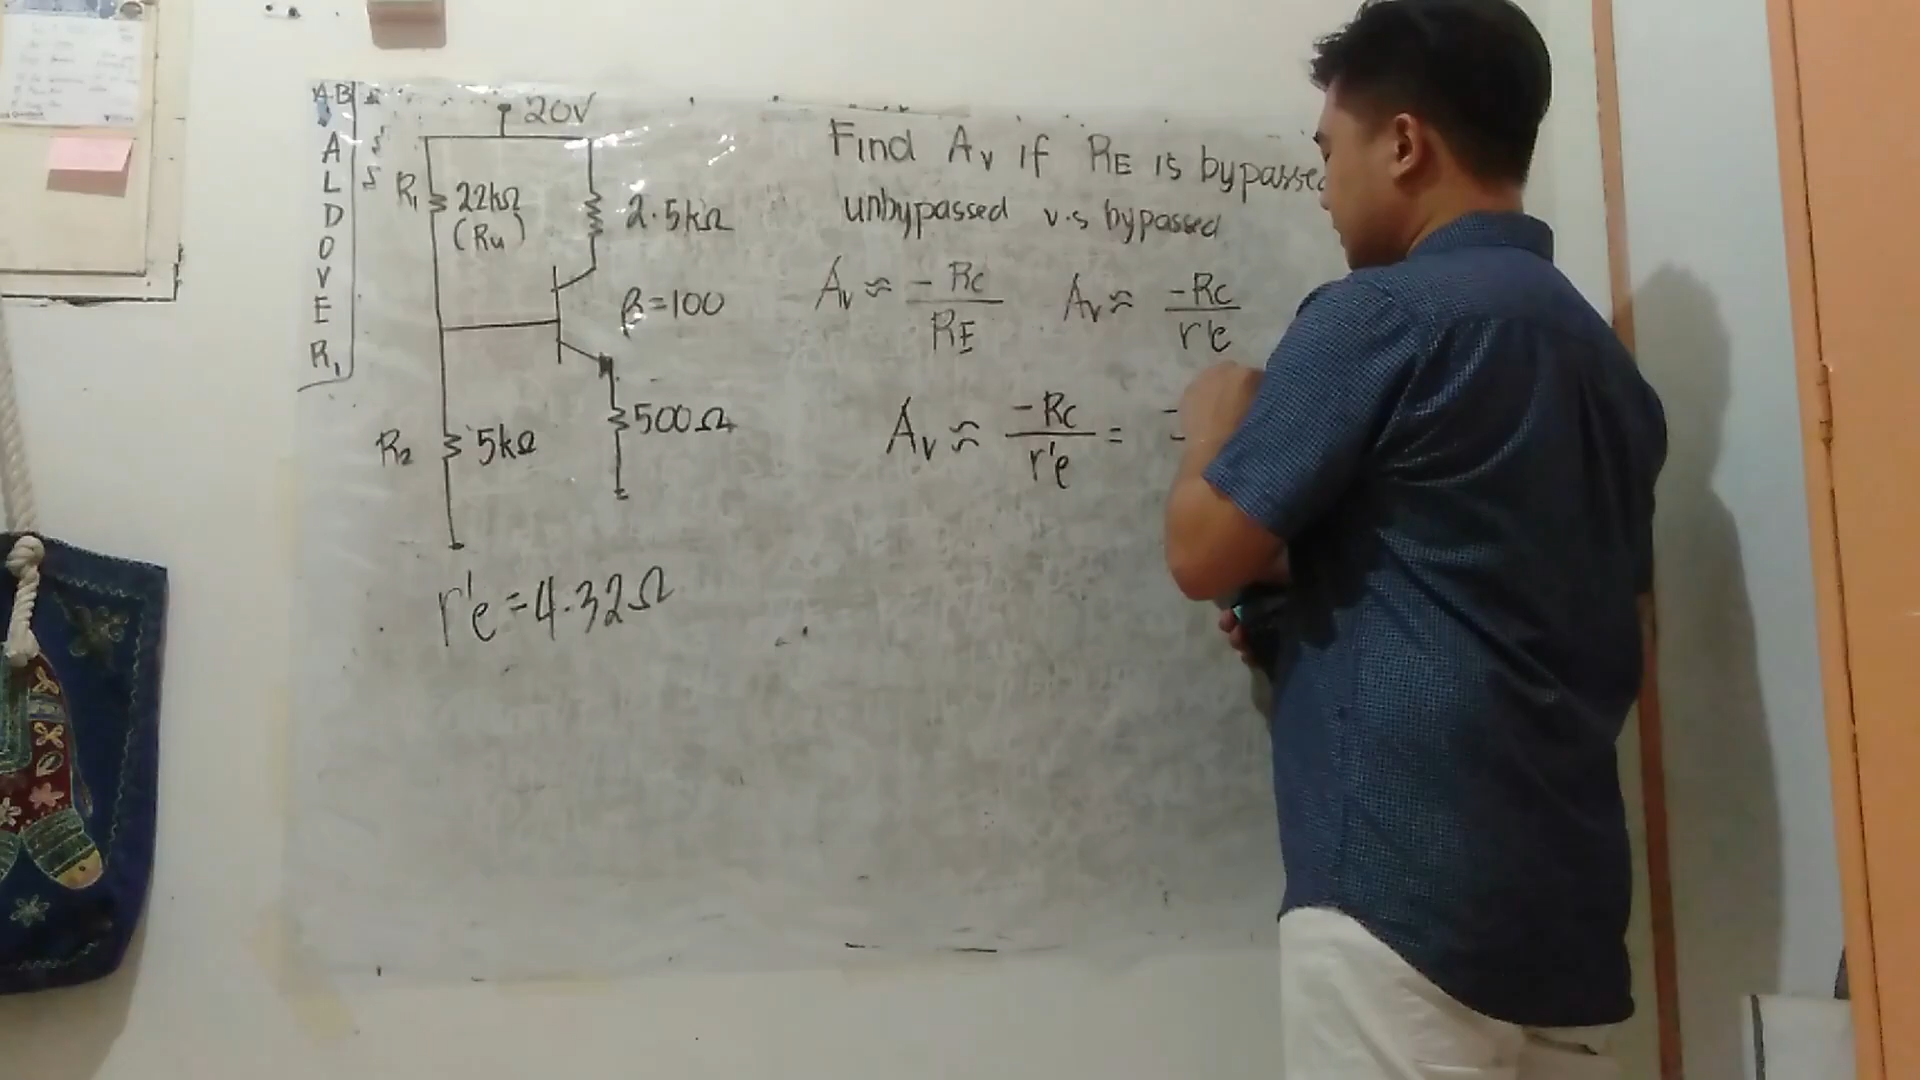 A-B
ALDOVER,
20V
R₁ 22kΩ
(Ru)
2.5kΩ
β=100
R₂ 5kΩ
500Ω
r'e = 4.32Ω
Find Av if RE is bypassed
unbypassed v.s bypassed
Av ≈ -Rc/RE Av ≈ -Rc/r'e
Av ≈ -Rc/r'e = -